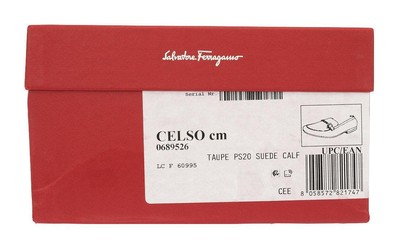 Salvatore Ferragamo
Serial Nr
CELSO cm
0689526
TAUPE PS20 SUEDE CALF
LC F 60995
UPC/EAN
CEE
8 058572 821747